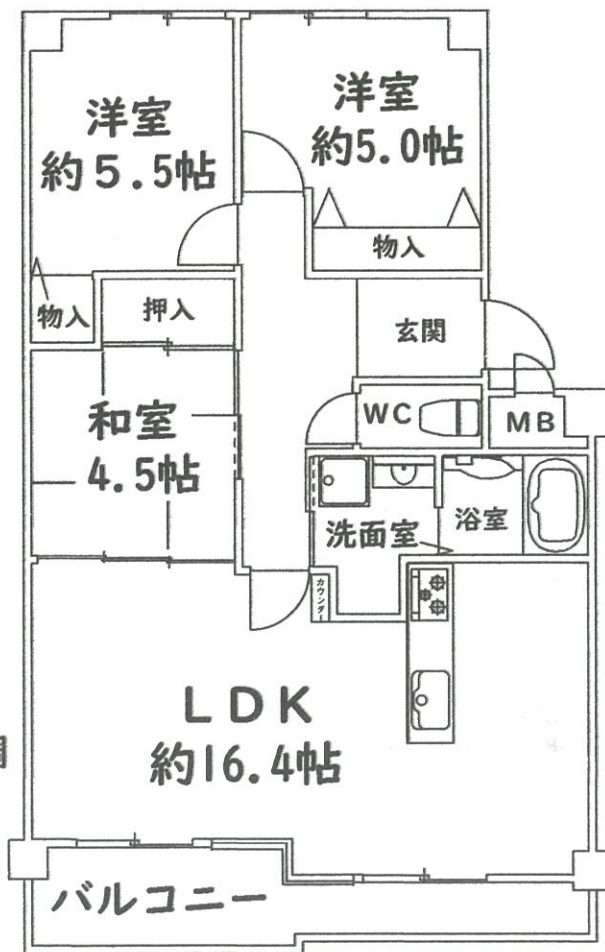 洋室
約5.5帖
洋室
約5.0帖
物入
物入
押入
玄関
和室
4.5帖
WC
MB
洗面室
浴室
カウンター
LDK
約16.4帖
バルコニー